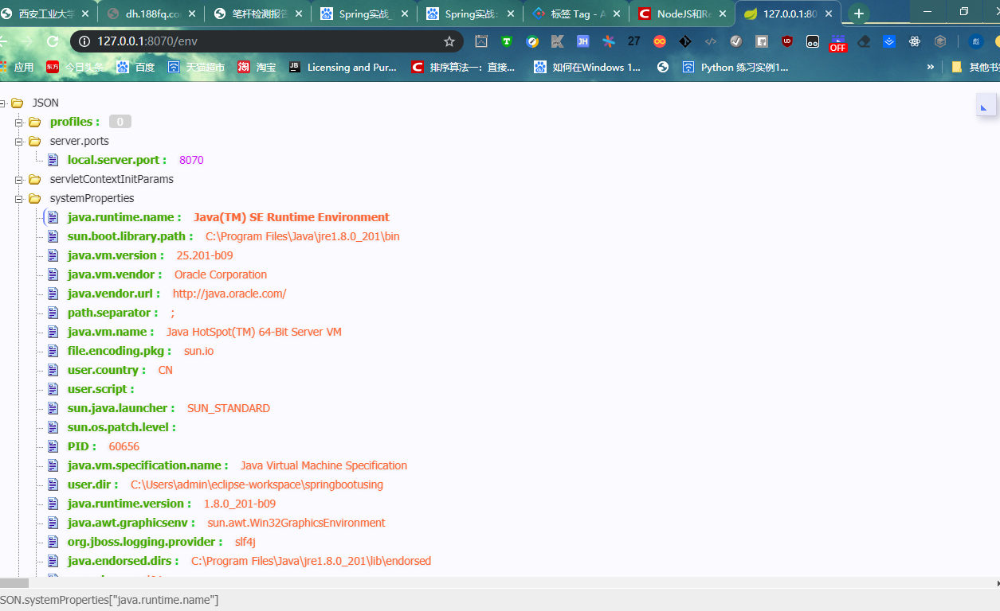 西安工业大学
dh.188fq.co
笔杆检测报告
Spring实战
Spring实战
标签 Tag - A
NodeJS和Re
127.0.0.1:80
127.0.0.1:8070/env
JH
27
UD
OFF
彪
应用
东方
今日头条
百度
天猫超市
淘
淘宝
JB
Licensing and Pur...
C
排序算法一：直接...
如何在Windows 1...
Python 练习实例1...
»
其他书签
JSON
profiles : 0
server.ports
local.server.port : 8070
servletContextInitParams
systemProperties
java.runtime.name : Java(TM) SE Runtime Environment
sun.boot.library.path : C:\Program Files\Java\jre1.8.0_201\bin
java.vm.version : 25.201-b09
java.vm.vendor : Oracle Corporation
java.vendor.url : http://java.oracle.com/
path.separator : ;
java.vm.name : Java HotSpot(TM) 64-Bit Server VM
file.encoding.pkg : sun.io
user.country : CN
user.script :
sun.java.launcher : SUN_STANDARD
sun.os.patch.level :
PID : 60656
java.vm.specification.name : Java Virtual Machine Specification
user.dir : C:\Users\admin\eclipse-workspace\springbootusing
java.runtime.version : 1.8.0_201-b09
java.awt.graphicsenv : sun.awt.Win32GraphicsEnvironment
org.jboss.logging.provider : slf4j
java.endorsed.dirs : C:\Program Files\Java\jre1.8.0_201\lib\endorsed
SON.systemProperties["java.runtime.name"]